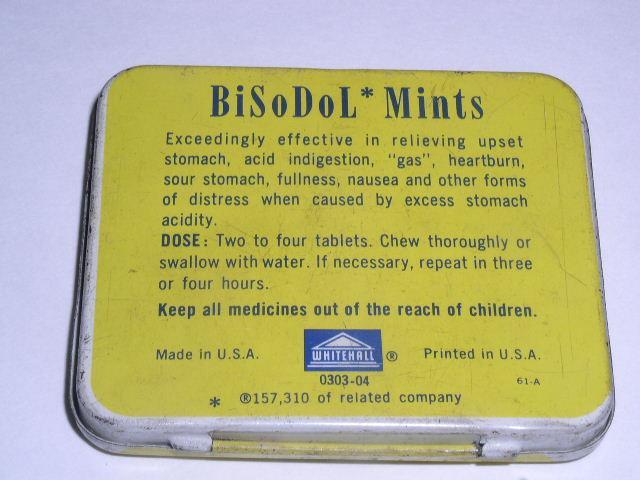 BiSoDoL* Mints
Exceedingly effective in relieving upset
stomach, acid indigestion, "gas", heartburn,
sour stomach, fullness, nausea and other forms
of distress when caused by excess stomach
acidity.
DOSE: Two to four tablets. Chew thoroughly or
swallow with water. If necessary, repeat in three
or four hours.
Keep all medicines out of the reach of children.
Made in U.S.A. WHITEHALL ® Printed in U.S.A.
0303-04 61-A
* ®157,310 of related company